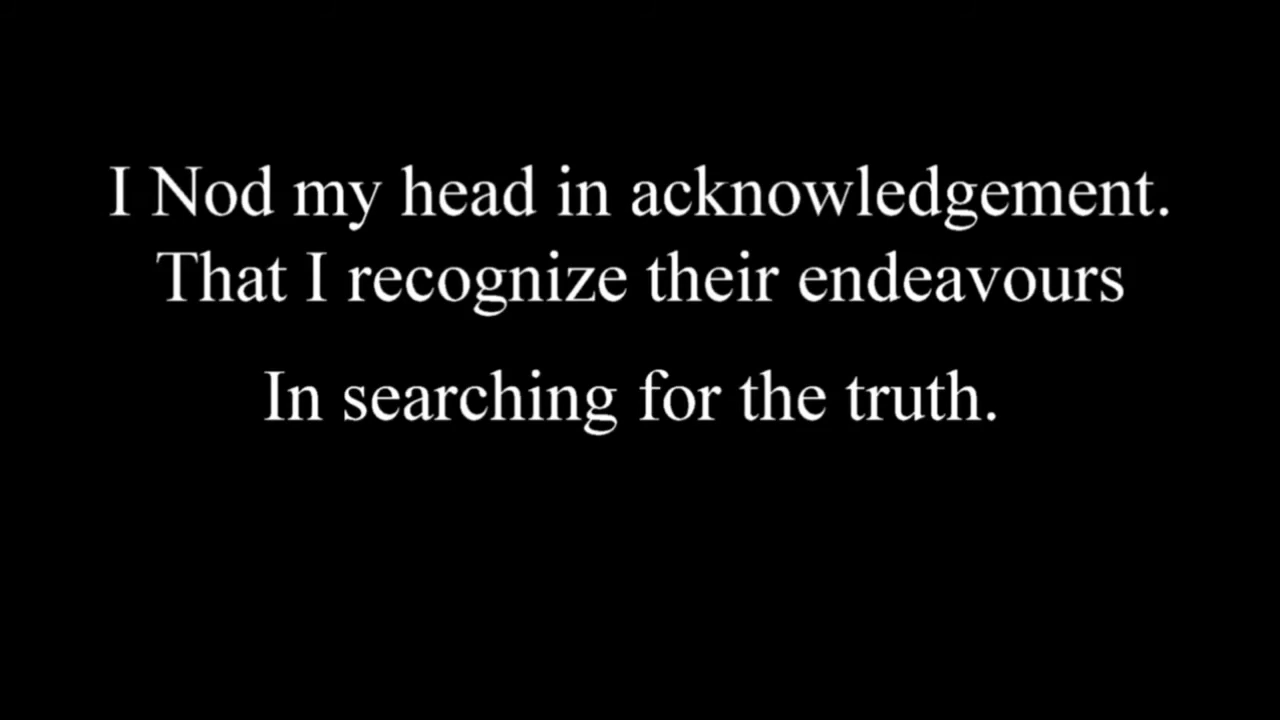 I Nod my head in acknowledgement.
That I recognize their endeavours
In searching for the truth.